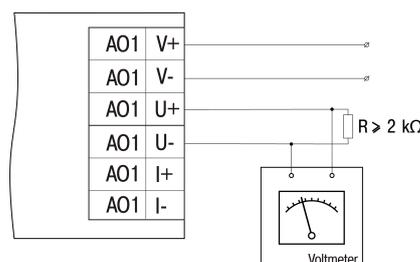 AO1 V+
AO1 V-
AO1 U+
AO1 U-
AO1 I+
AO1 I-
R ⩾ 2 kΩ
Voltmeter